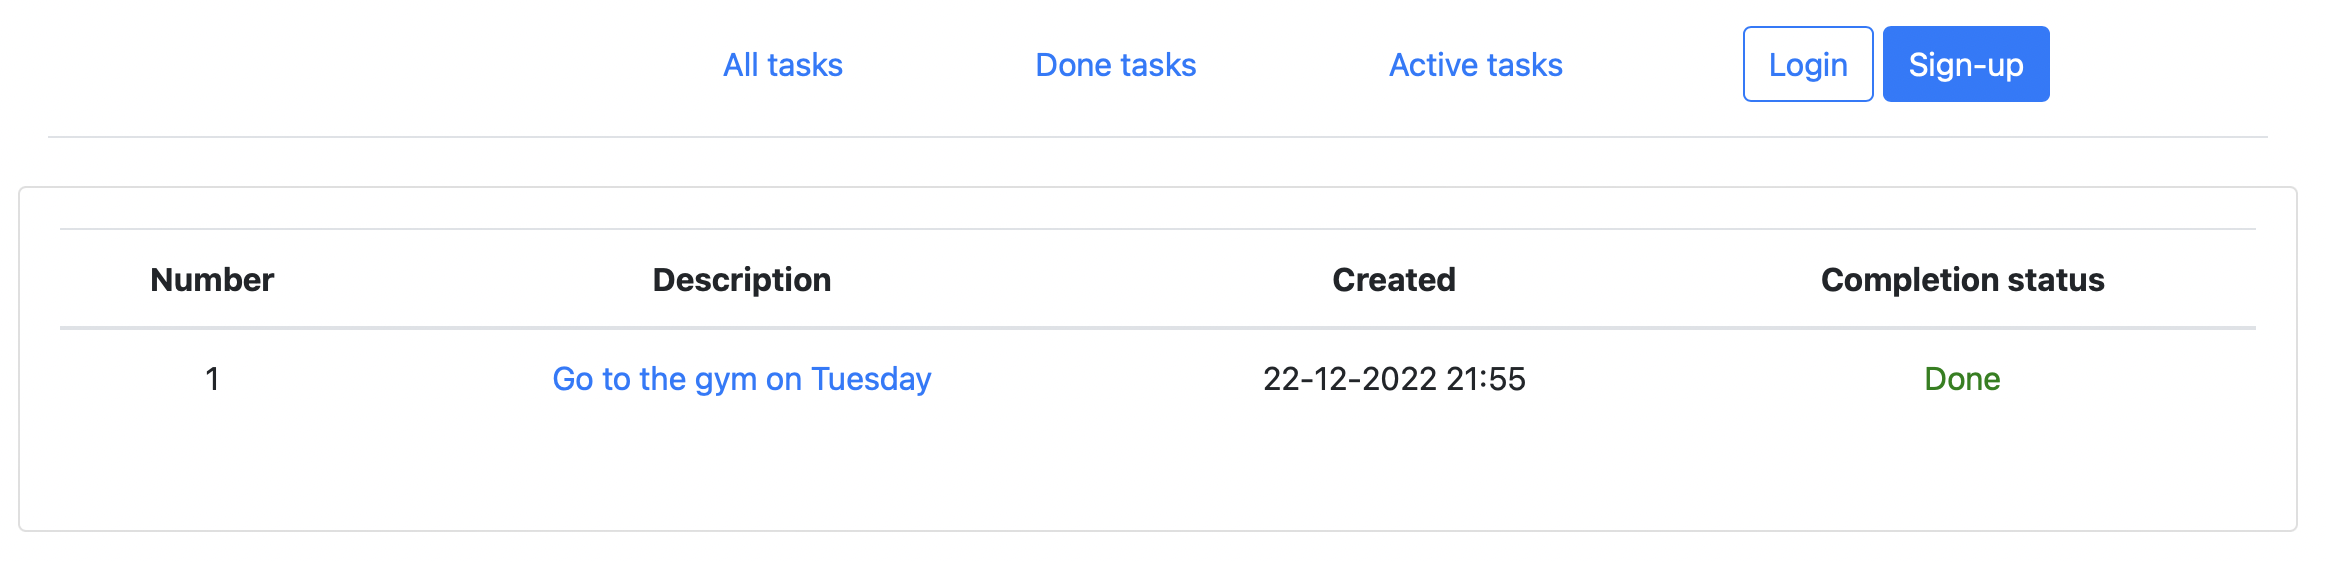 All tasks Done tasks Active tasks Login Sign-up
Number Description Created Completion status
1 Go to the gym on Tuesday 22-12-2022 21:55 Done